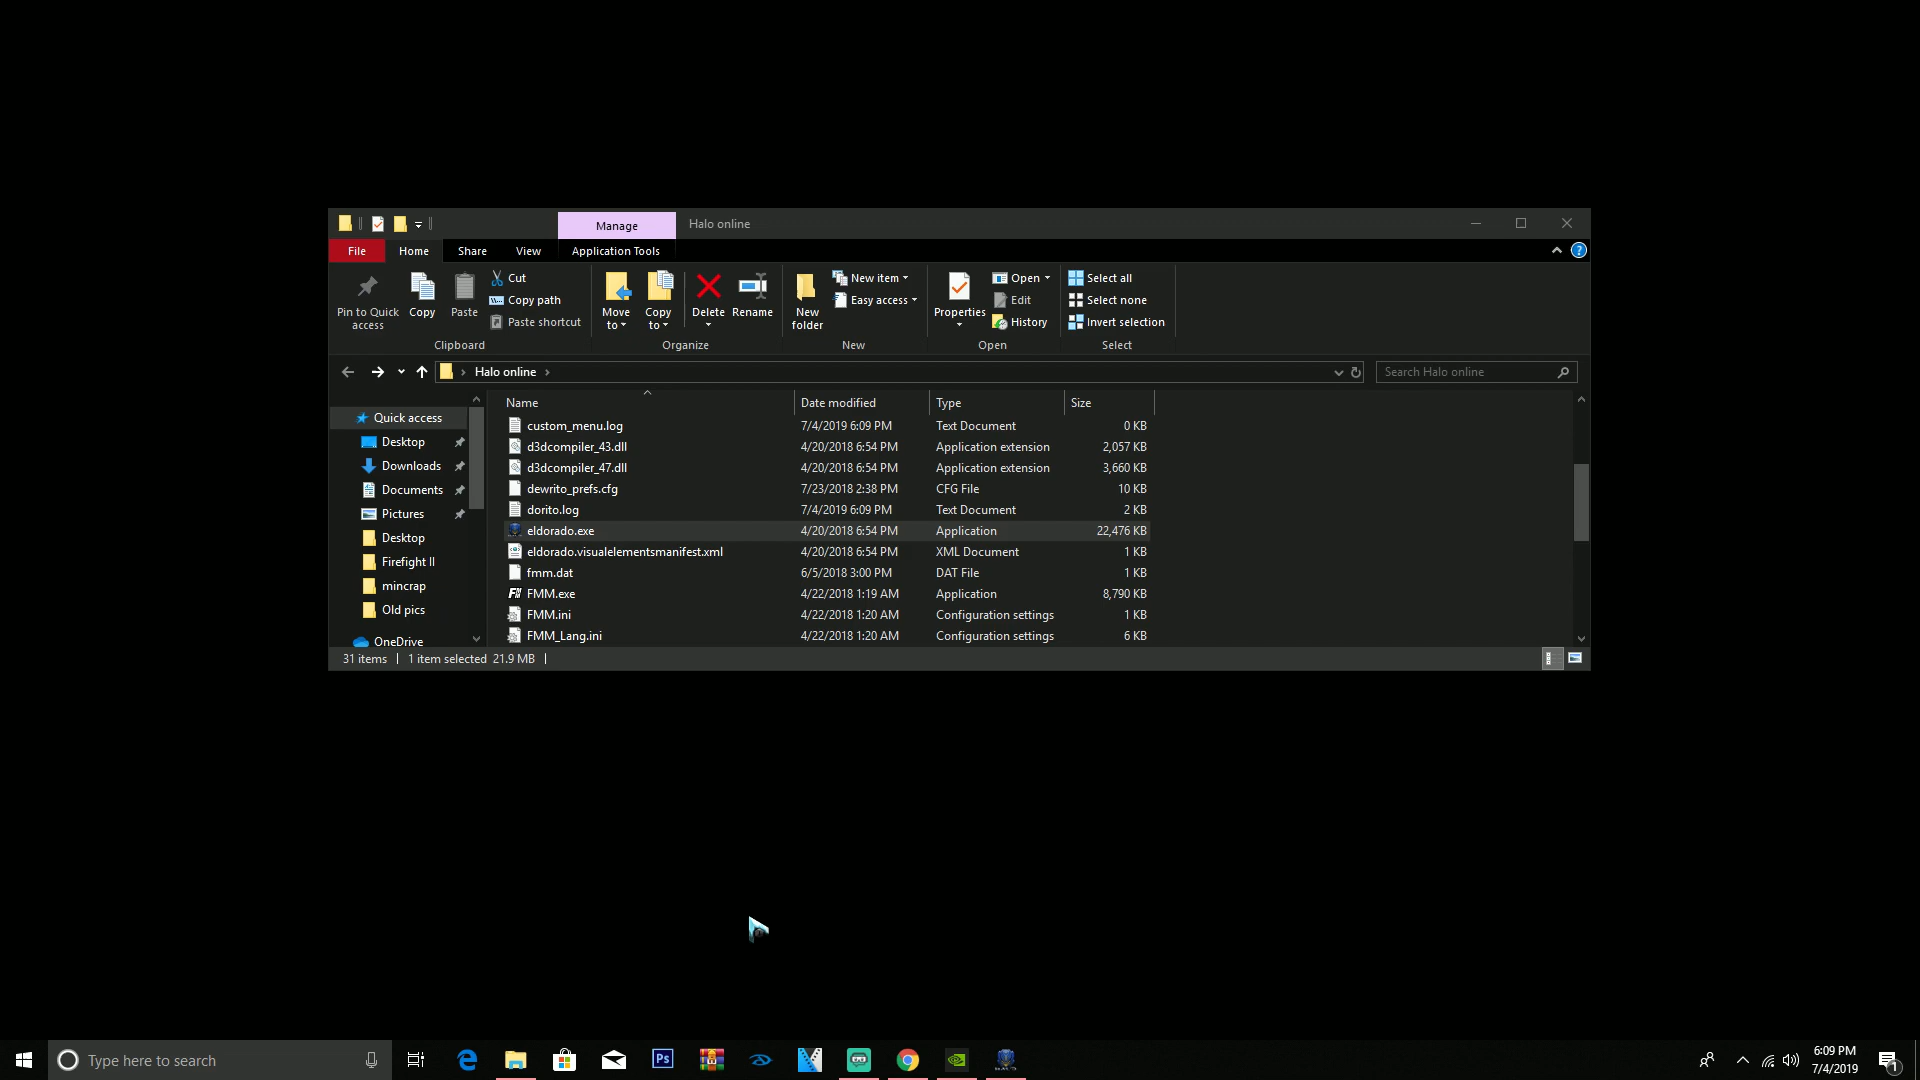 Manage
Halo online
File
Home
Share
View
Application Tools
?
Pin to Quick access
Copy
Paste
Cut
Copy path
Paste shortcut
Move to
Copy to
Delete
Rename
New folder
New item
Easy access
Properties
Open
Edit
History
Select all
Select none
Invert selection
Clipboard
Organize
New
Open
Select
Halo online
Search Halo online
Quick access
Desktop
Downloads
Documents
Pictures
Desktop
Firefight II
mincrap
Old pics
OneDrive
Name Date modified Type Size
custom_menu.log 7/4/2019 6:09 PM Text Document 0 KB
d3dcompiler_43.dll 4/20/2018 6:54 PM Application extension 2,057 KB
d3dcompiler_47.dll 4/20/2018 6:54 PM Application extension 3,660 KB
dewrito_prefs.cfg 7/23/2018 2:38 PM CFG File 10 KB
dorito.log 7/4/2019 6:09 PM Text Document 2 KB
eldorado.exe 4/20/2018 6:54 PM Application 22,476 KB
eldorado.visualelementsmanifest.xml 4/20/2018 6:54 PM XML Document 1 KB
fmm.dat 6/5/2018 3:00 PM DAT File 1 KB
FMM.exe 4/22/2018 1:19 AM Application 8,790 KB
FMM.ini 4/22/2018 1:20 AM Configuration settings 1 KB
FMM_Lang.ini 4/22/2018 1:20 AM Configuration settings 6 KB
31 items 1 item selected 21.9 MB
Type here to search
Ps
HALO
6:09 PM
7/4/2019
1